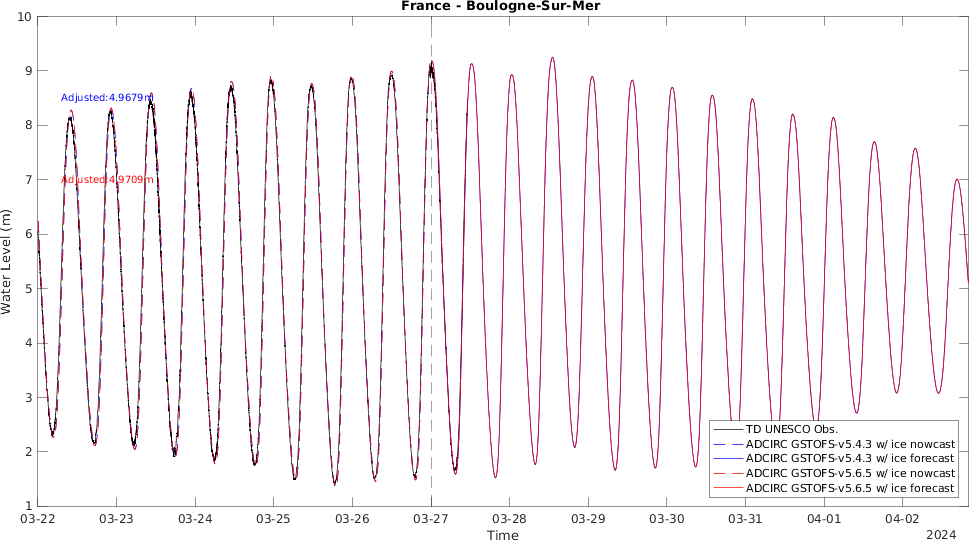 France - Boulogne-Sur-Mer
10
9
8
7
6
5
4
3
2
1
Water Level (m)
Adjusted:4.9679m
Adjusted:4.9709m
TD UNESCO Obs.
ADCIRC GSTOFS-v5.4.3 w/ ice nowcast
ADCIRC GSTOFS-v5.4.3 w/ ice forecast
ADCIRC GSTOFS-v5.6.5 w/ ice nowcast
ADCIRC GSTOFS-v5.6.5 w/ ice forecast
03-22 03-23 03-24 03-25 03-26 03-27 03-28 03-29 03-30 03-31 04-01 04-02
Time
2024